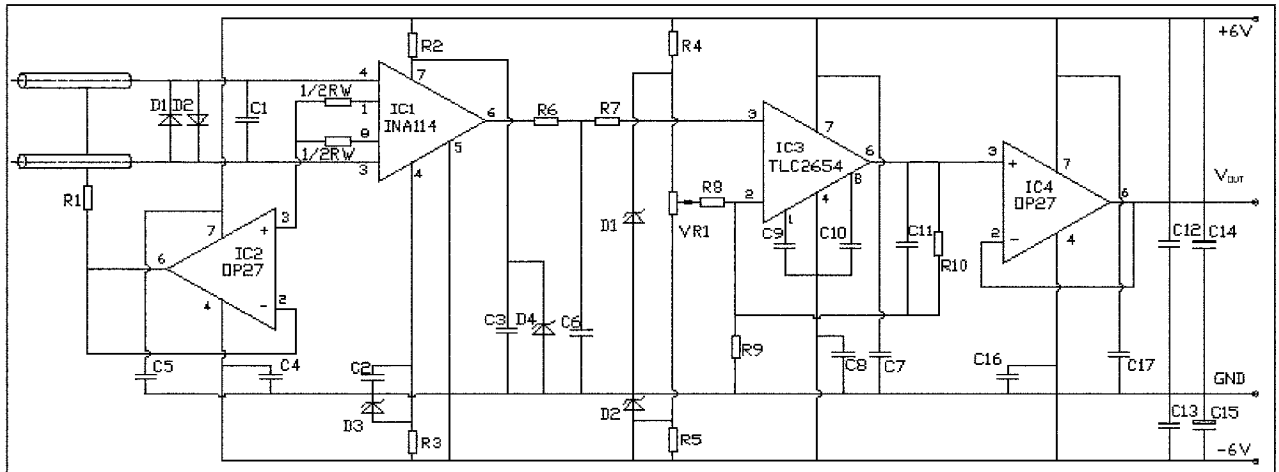 +6V
R2
R4
7
4
D1
D2
C1
1/2RW
1
IC1
INA114
8
1/2RW
3
4
5
6
R6
R7
3
7
IC3
TLC2654
6
8
2
1
4
R8
VR1
C9
C10
C11
R10
3
+
7
IC4
OP27
6
2
-
4
VOUT
C12
C14
R1
7
3
+
6
IC2
OP27
4
-
2
D1
C5
C4
C2
D3
R3
C3
D4
C6
D2
R5
R9
C8
C7
C16
C17
GND
C13
C15
-6V